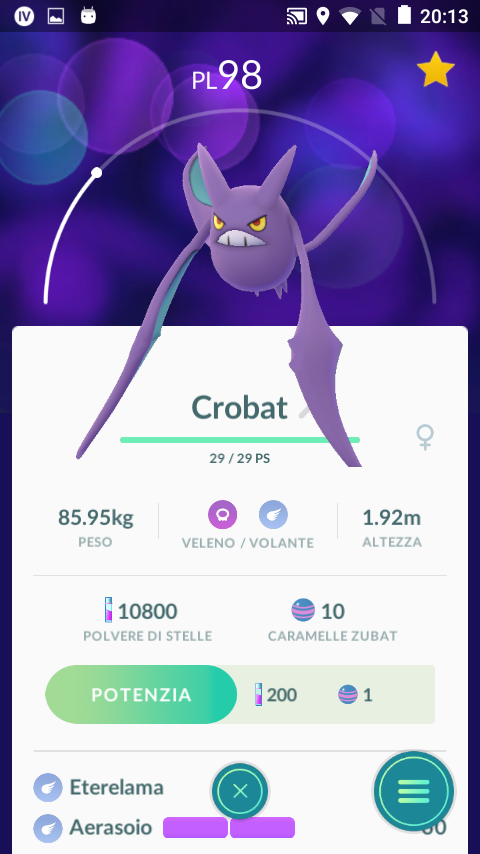 IV 20:13
PL98
Crobat
29 / 29 PS
85.95kg
PESO
VELENO / VOLANTE
1.92m
ALTEZZA
10800
POLVERE DI STELLE
10
CARAMELLE ZUBAT
POTENZIA 200 1
Eterelama
Aerasoio